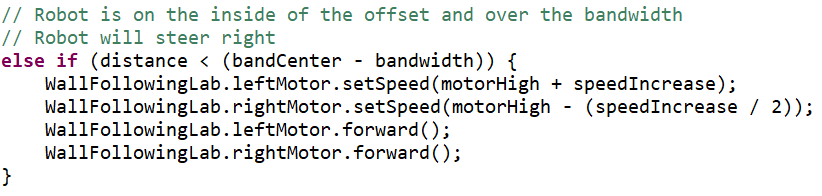 // Robot is on the inside of the offset and over the bandwidth
// Robot will steer right
else if (distance < (bandCenter - bandwidth)) {
    WallFollowingLab.leftMotor.setSpeed(motorHigh + speedIncrease);
    WallFollowingLab.rightMotor.setSpeed(motorHigh - (speedIncrease / 2));
    WallFollowingLab.leftMotor.forward();
    WallFollowingLab.rightMotor.forward();
}